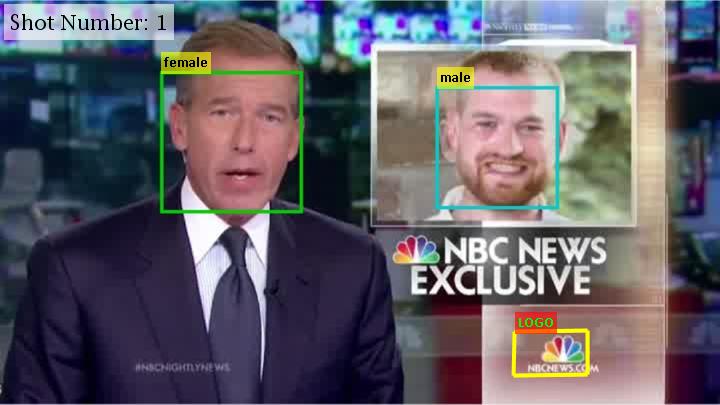 Shot Number: 1
female
male
NBC NEWS
EXCLUSIVE
LOGO
NBCNEWS.COM
#NBCNIGHTLYNEWS